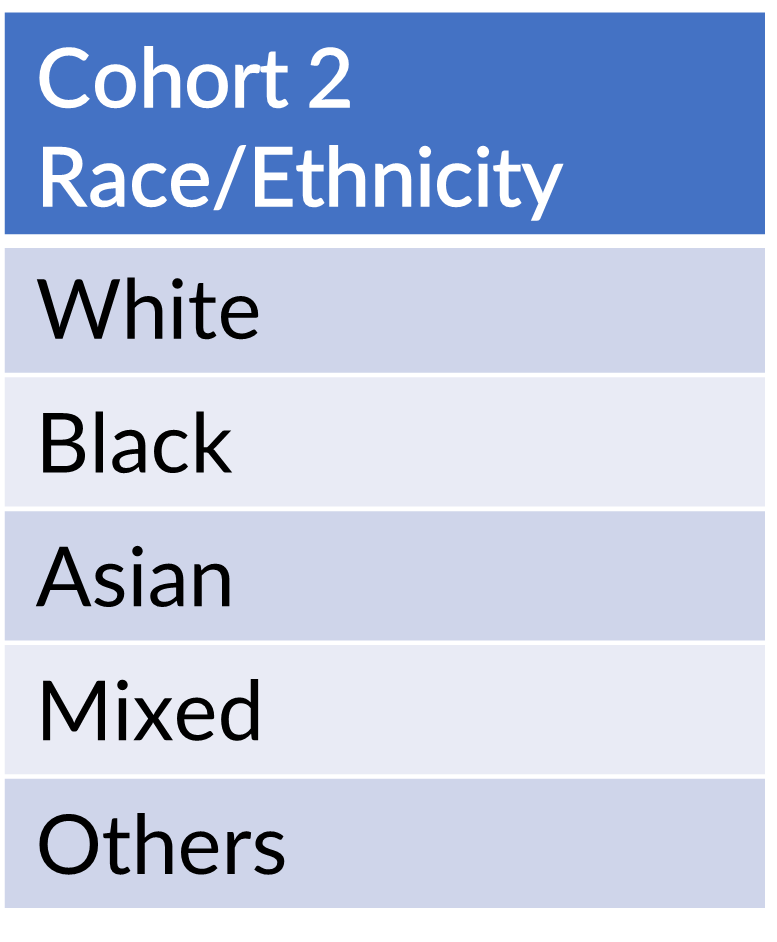 Cohort 2
Race/Ethnicity
White
Black
Asian
Mixed
Others